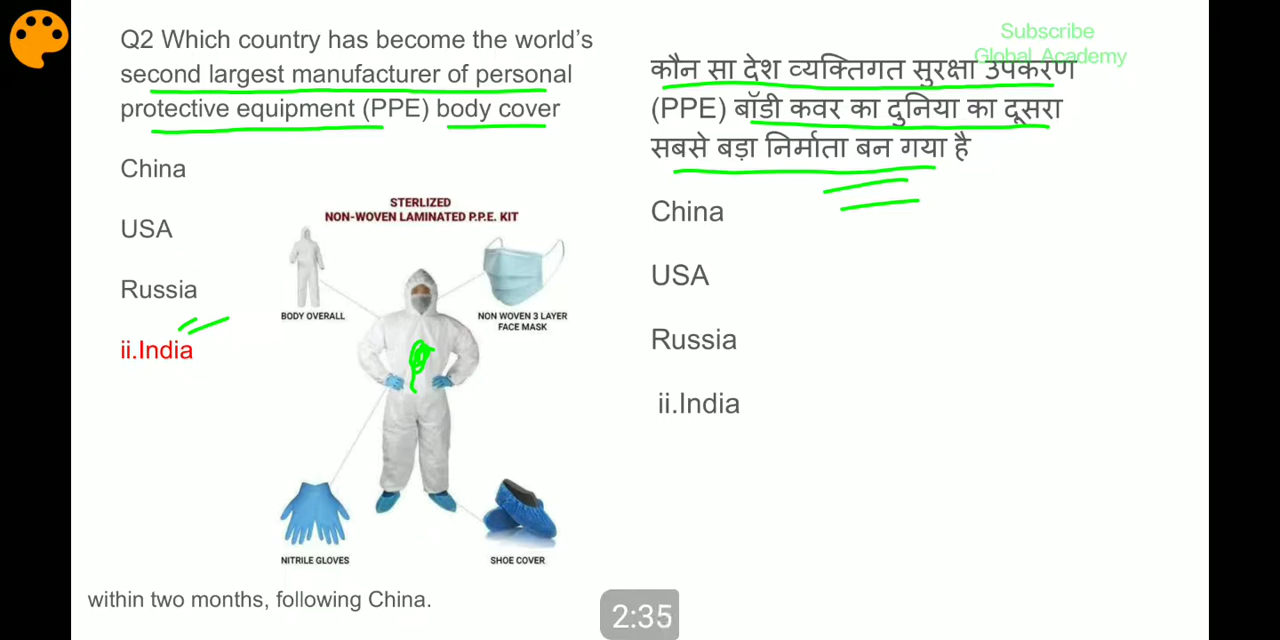 Q2 Which country has become the world's
second largest manufacturer of personal
protective equipment (PPE) body cover
China
USA
Russia
ii.India
STERLIZED
NON-WOVEN LAMINATED P.P.E. KIT
BODY OVERALL
NON WOVEN 3 LAYER
FACE MASK
NITRILE GLOVES
SHOE COVER
within two months, following China.
Subscribe
Global Academy
कौन सा देश व्यक्तिगत सुरक्षा उपकरण
(PPE) बॉडी कवर का दुनिया का दूसरा
सबसे बड़ा निर्माता बन गया है
China
USA
Russia
ii.India
2:35